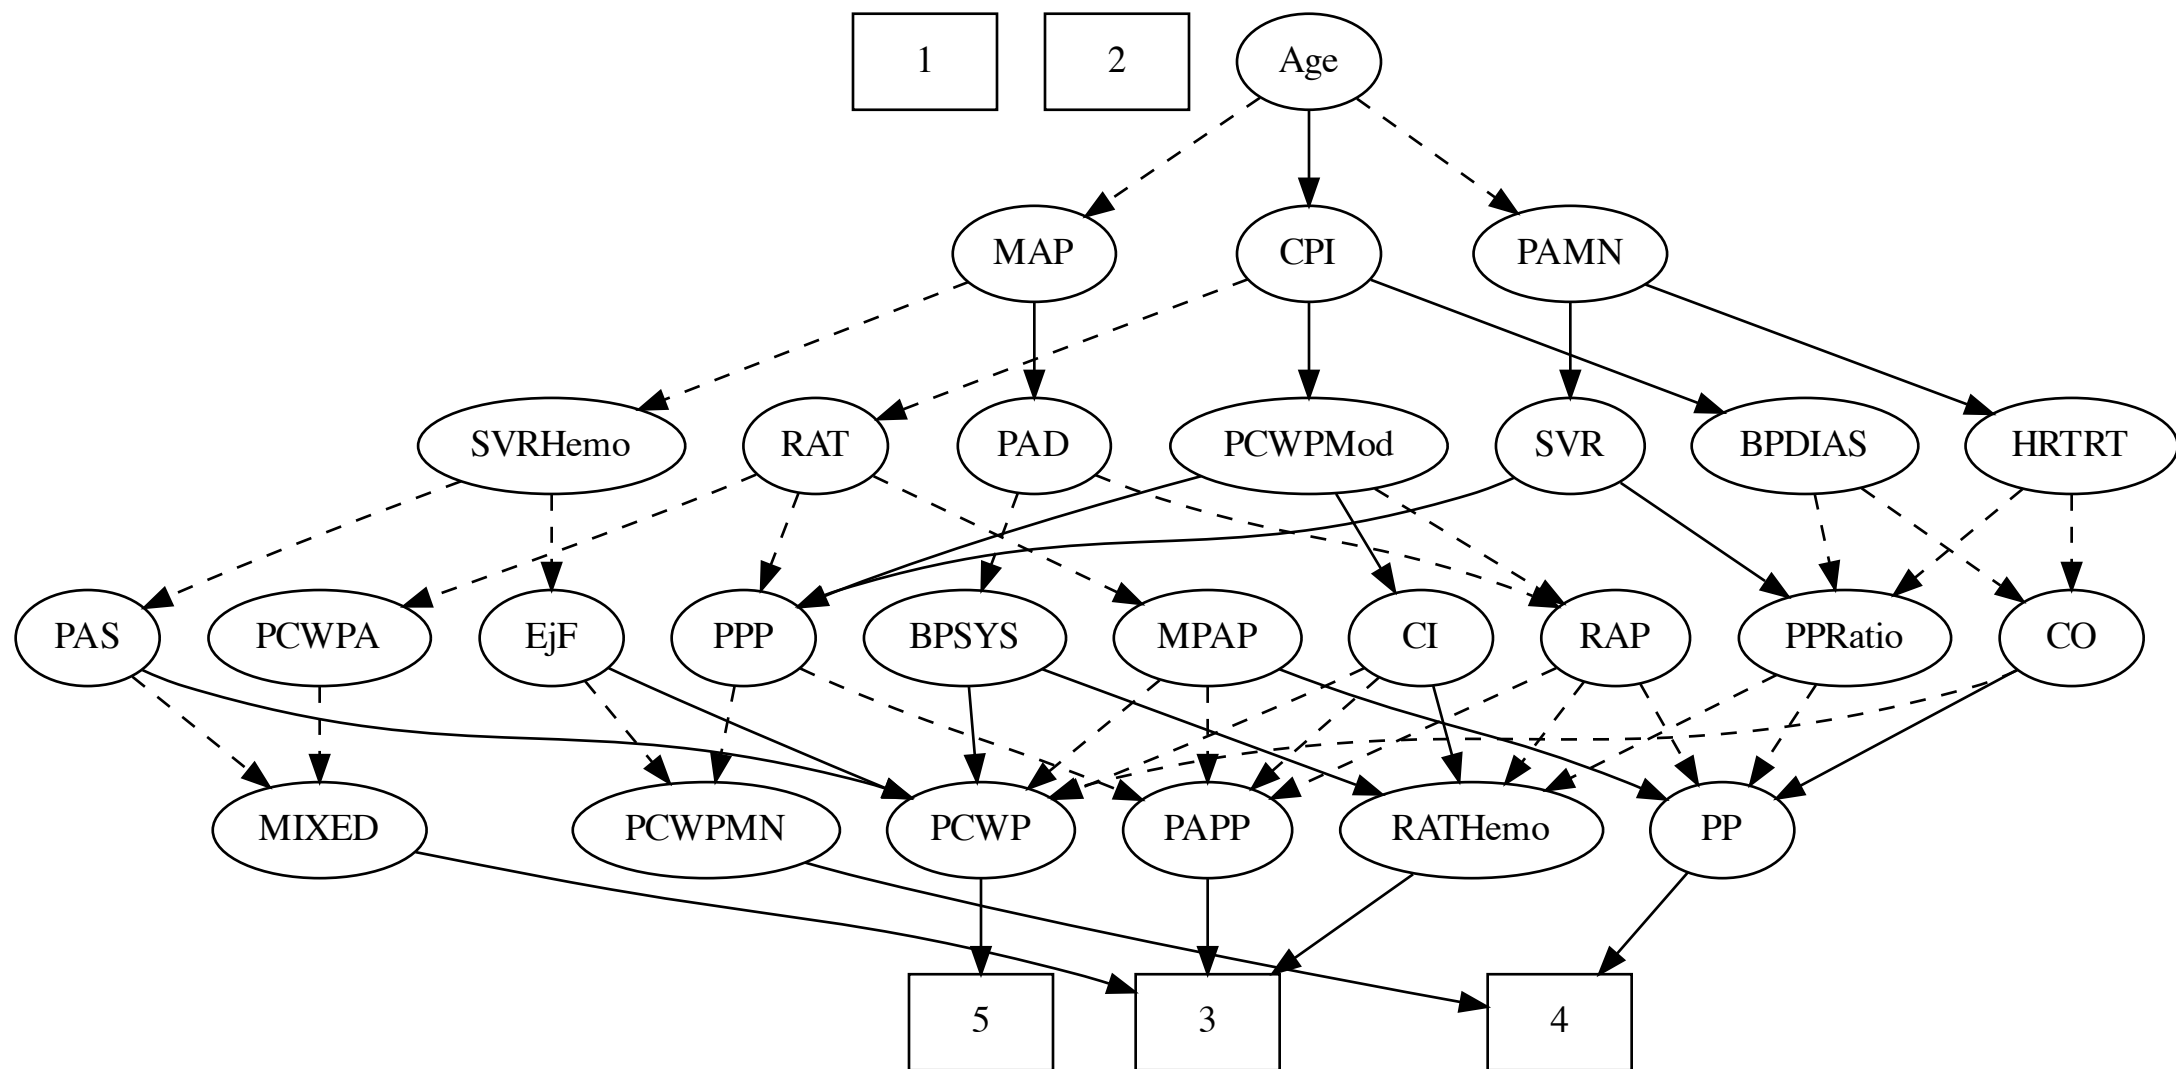 1
2
Age
MAP
CPI
PAMN
SVRHemo
RAT
PAD
PCWPMod
SVR
BPDIAS
HRTRT
PAS
PCWPA
EjF
PPP
BPSYS
MPAP
CI
RAP
PPRatio
CO
MIXED
PCWPMN
PCWP
PAPP
RATHemo
PP
5
3
4